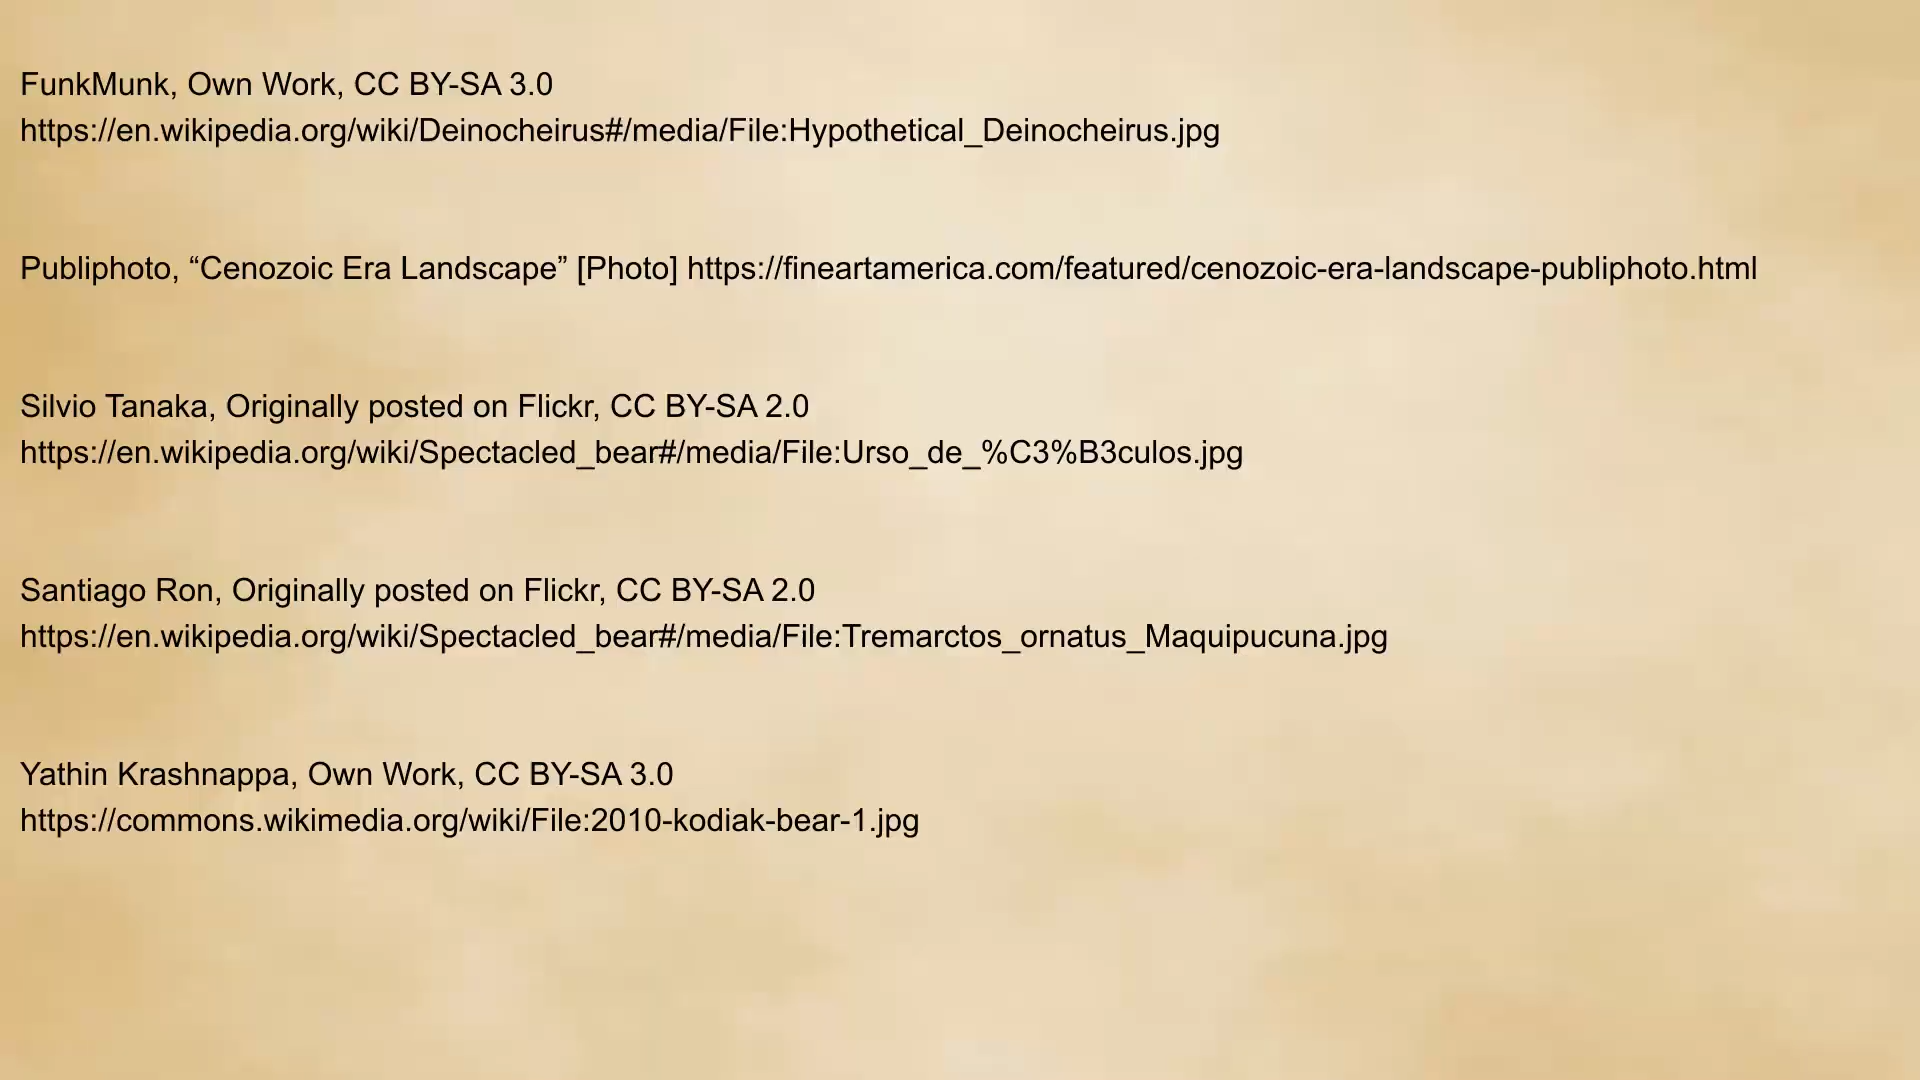 FunkMunk, Own Work, CC BY-SA 3.0
https://en.wikipedia.org/wiki/Deinocheirus#/media/File:Hypothetical_Deinocheirus.jpg
Publiphoto, “Cenozoic Era Landscape” [Photo] https://fineartamerica.com/featured/cenozoic-era-landscape-publiphoto.html
Silvio Tanaka, Originally posted on Flickr, CC BY-SA 2.0
https://en.wikipedia.org/wiki/Spectacled_bear#/media/File:Urso_de_%C3%B3culos.jpg
Santiago Ron, Originally posted on Flickr, CC BY-SA 2.0
https://en.wikipedia.org/wiki/Spectacled_bear#/media/File:Tremarctos_ornatus_Maquipucuna.jpg
Yathin Krashnappa, Own Work, CC BY-SA 3.0
https://commons.wikimedia.org/wiki/File:2010-kodiak-bear-1.jpg